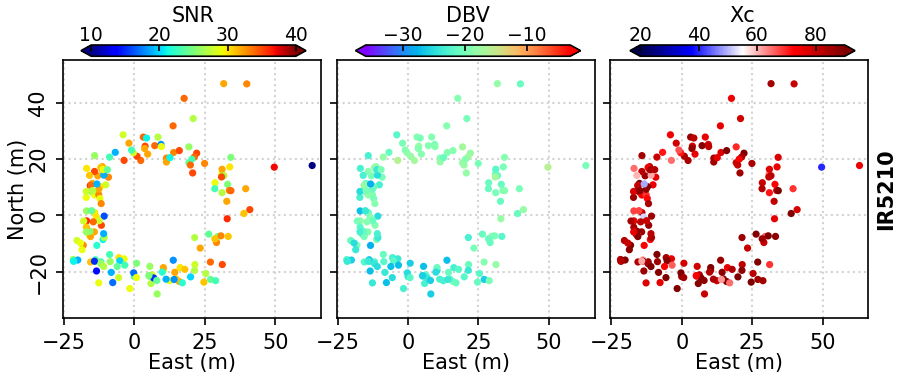 SNR DBV Xc
10 20 30 40 −30 −20 −10 20 40 60 80
North (m)
40
20
0
−20
IR5210
−25 0 25 50 −25 0 25 50 −25 0 25 50
East (m) East (m) East (m)